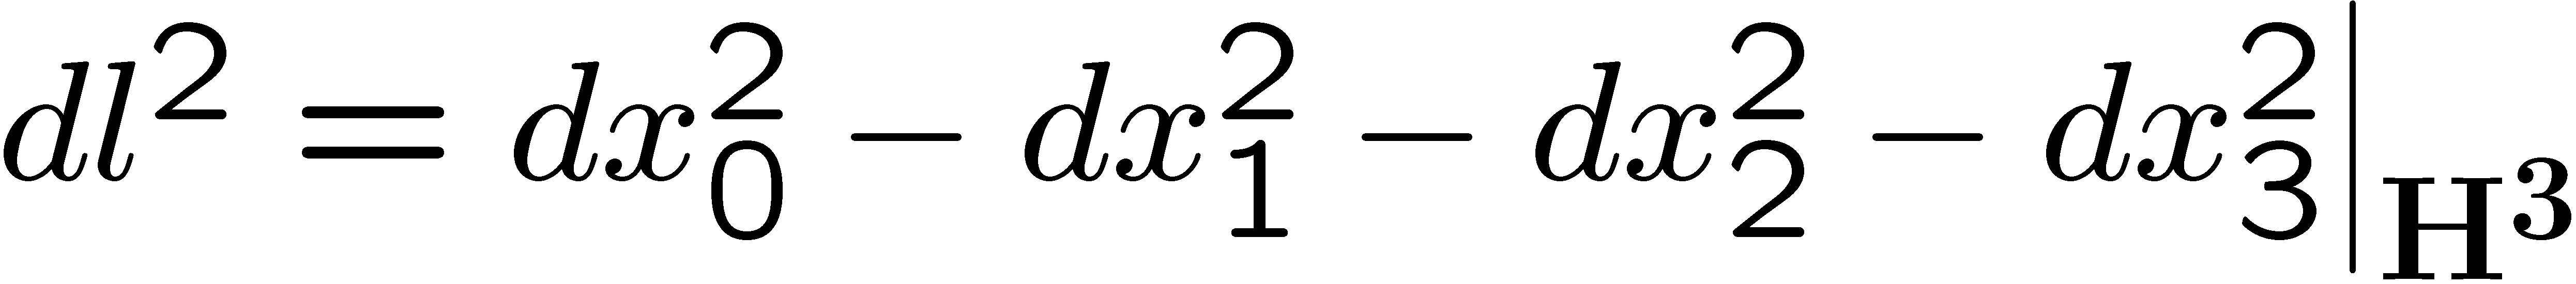 $dl^2 = dx_0^2 - dx_1^2 - dx_2^2 - dx_3^2 \big|_{\mathbf{H}^3}$